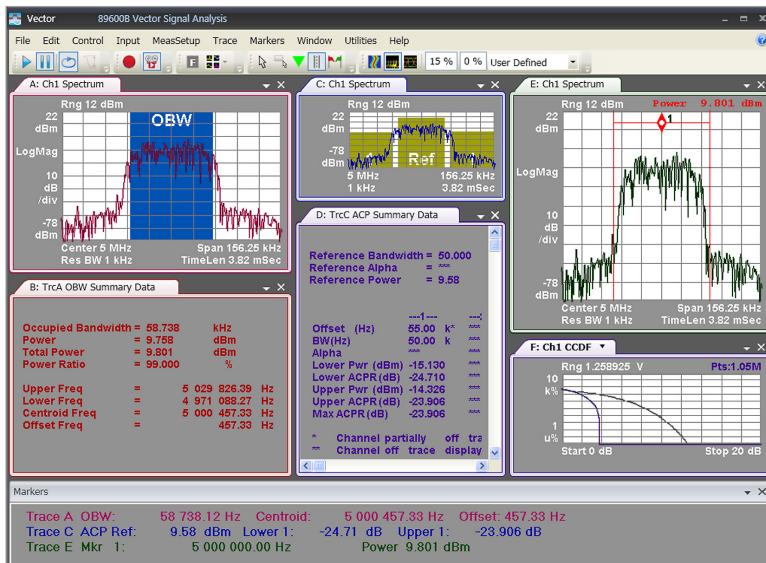 Vector 89600B Vector Signal Analysis
File Edit Control Input MeasSetup Trace Markers Window Utilities Help
15 % 0 % User Defined
A: Ch1 Spectrum
Rng 12 dBm
22
dBm
OBW
LogMag
10
dB
/div
-78
dBm
Center 5 MHz Span 156.25 kHz
Res BW 1 kHz TimeLen 3.82 mSec
B: TrcA OBW Summary Data
Occupied Bandwidth = 58.738 kHz
Power = 9.758 dBm
Total Power = 9.801 dBm
Power Ratio = 99.000 %
Upper Freq = 5 029 826.39 Hz
Lower Freq = 4 971 088.27 Hz
Centroid Freq = 5 000 457.33 Hz
Offset Freq = 457.33 Hz
C: Ch1 Spectrum
Rng 12 dBm
22
dBm
-78
dBm
Ref
5 MHz 156.25 kHz
1 kHz 3.82 mSec
D: TrcC ACP Summary Data
Reference Bandwidth = 50.000
Reference Alpha = ***
Reference Power = 9.58
---1--- ---:
Offset (Hz) 55.00 k* ***
BW(Hz) 50.00 k ***
Alpha *** ***
Lower Pwr (dBm) -15.130 ***
Lower ACPR (dB) -24.710 ***
Upper Pwr (dBm) -14.326 ***
Upper ACPR (dB) -23.906 ***
Max ACPR (dB) -23.906 ***
* Channel partially off tra
** Channel off trace display
E: Ch1 Spectrum
Rng 12 dBm Power 9.801 dBm
22
dBm
1
LogMag
10
dB
/div
-78
dBm
Center 5 MHz Span 156.25 kHz
Res BW 1 kHz TimeLen 3.82 mSec
F: Ch1 CCDF
Rng 1.258925 V Pts:1.05M
10
k%
1
u%
Start 0 dB Stop 20 dB
Markers
Trace A OBW: 58 738.12 Hz Centroid: 5 000 457.33 Hz Offset: 457.33 Hz
Trace C ACP Ref: 9.58 dBm Lower 1: -24.71 dB Upper 1: -23.906 dB
Trace E Mkr 1: 5 000 000.00 Hz Power 9.801 dBm